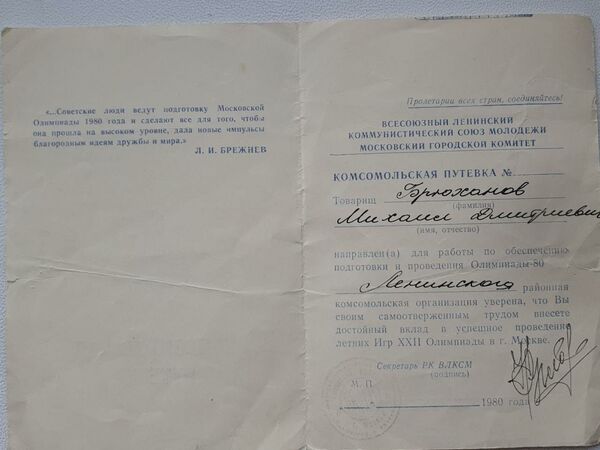 «...Советские люди ведут подготовку Московской
Олимпиады 1980 года и сделают все для того, чтобы
она прошла на высоком уровне, дала новые импульсы
благородным идеям дружбы и мира.»
Л. И. БРЕЖНЕВ
Пролетарии всех стран, соединяйтесь!
ВСЕСОЮЗНЫЙ ЛЕНИНСКИЙ
КОММУНИСТИЧЕСКИЙ СОЮЗ МОЛОДЕЖИ
МОСКОВСКИЙ ГОРОДСКОЙ КОМИТЕТ
КОМСОМОЛЬСКАЯ ПУТЕВКА №
Товарищ Брюханов
(фамилия)
Михаил Дмитриевич
(имя, отчество)
направлен(а) для работы по обеспечению
подготовки и проведения Олимпиады-80
Ленинского районная
комсомольская организация уверена, что Вы
своим самоотверженным трудом внесете
достойный вклад в успешное проведение
летних Игр XXII Олимпиады в г. Москве.
Секретарь РК ВЛКСМ
(подпись)
М. П.
1980 года